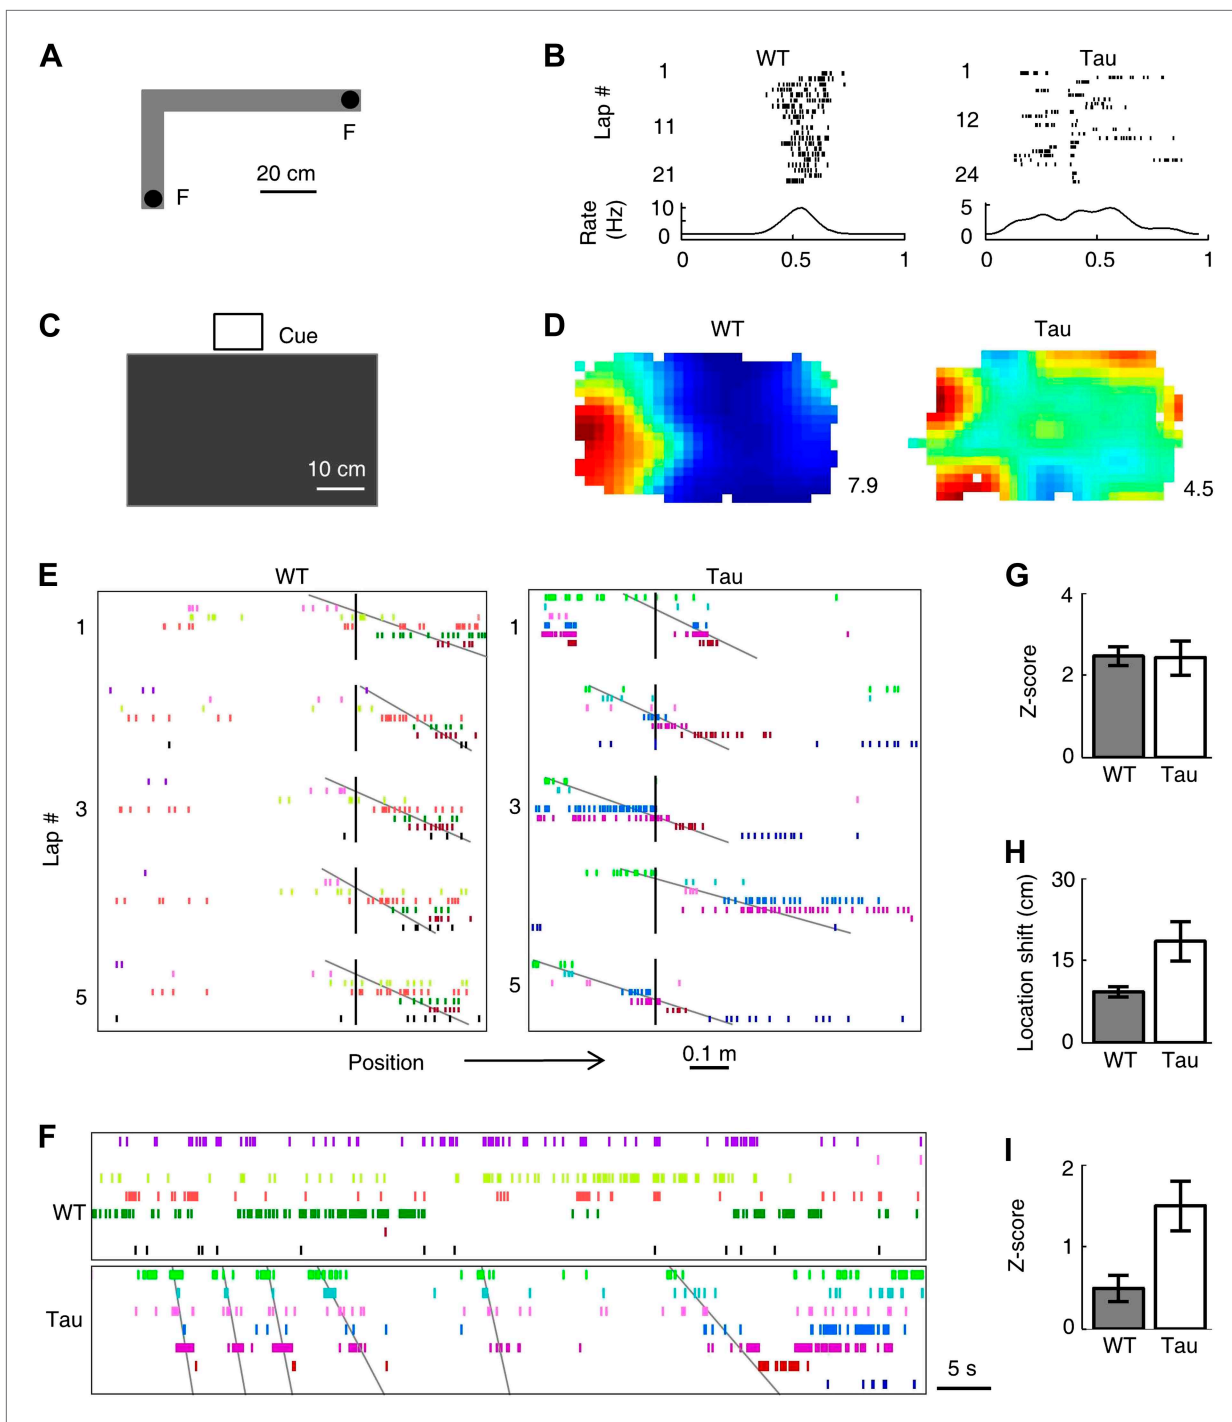 A
F
F
20 cm
B
WT
Tau
Lap #
1
11
21
1
12
24
Rate (Hz)
10
0
5
0
0
0.5
1
0
0.5
1
C
Cue
10 cm
D
WT
Tau
7.9
4.5
E
WT
Tau
Lap #
1
3
5
1
3
5
Position
0.1 m
F
WT
Tau
5 s
G
Z-score
4
2
0
WT
Tau
H
Location shift (cm)
30
15
0
WT
Tau
I
Z-score
2
1
0
WT
Tau